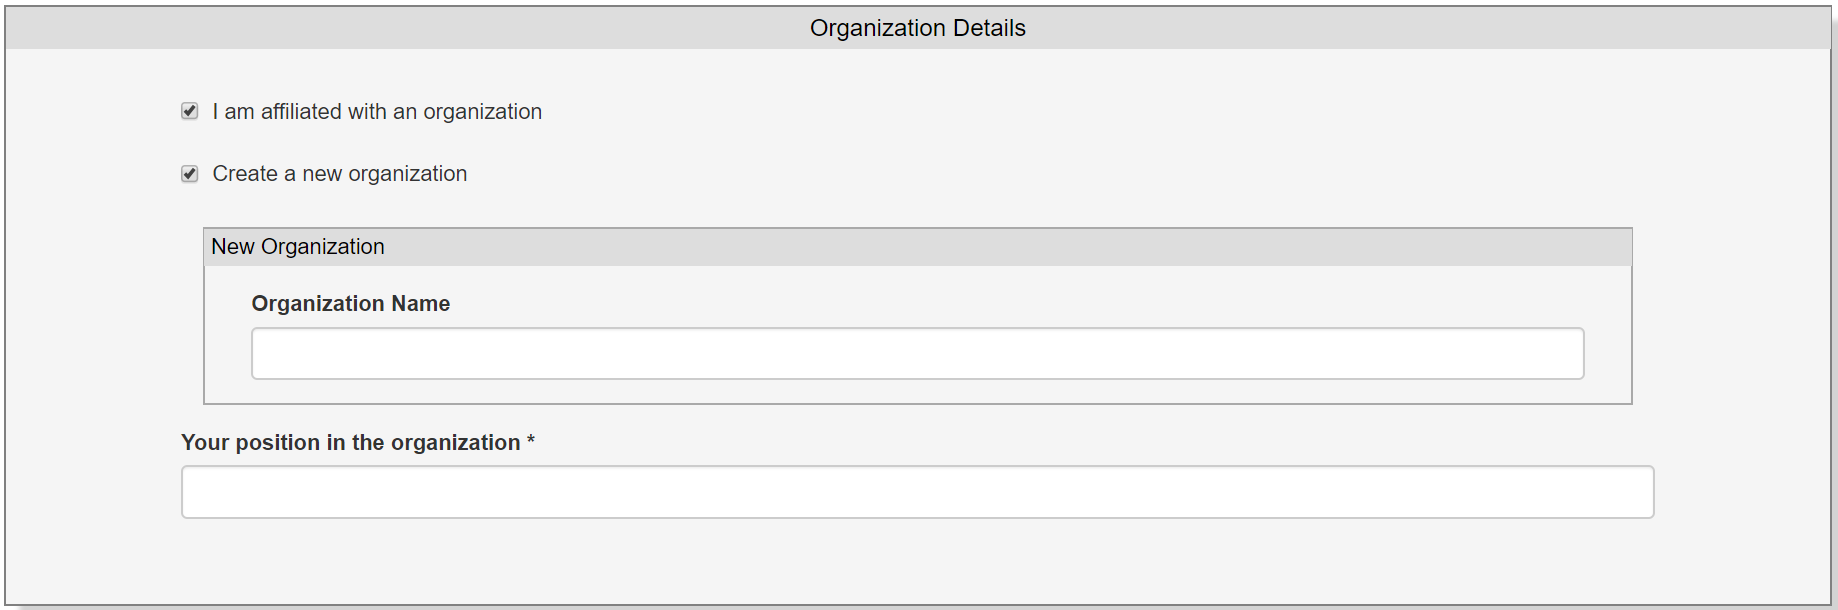 Organization Details
I am affiliated with an organization
Create a new organization
New Organization
Organization Name
Your position in the organization *